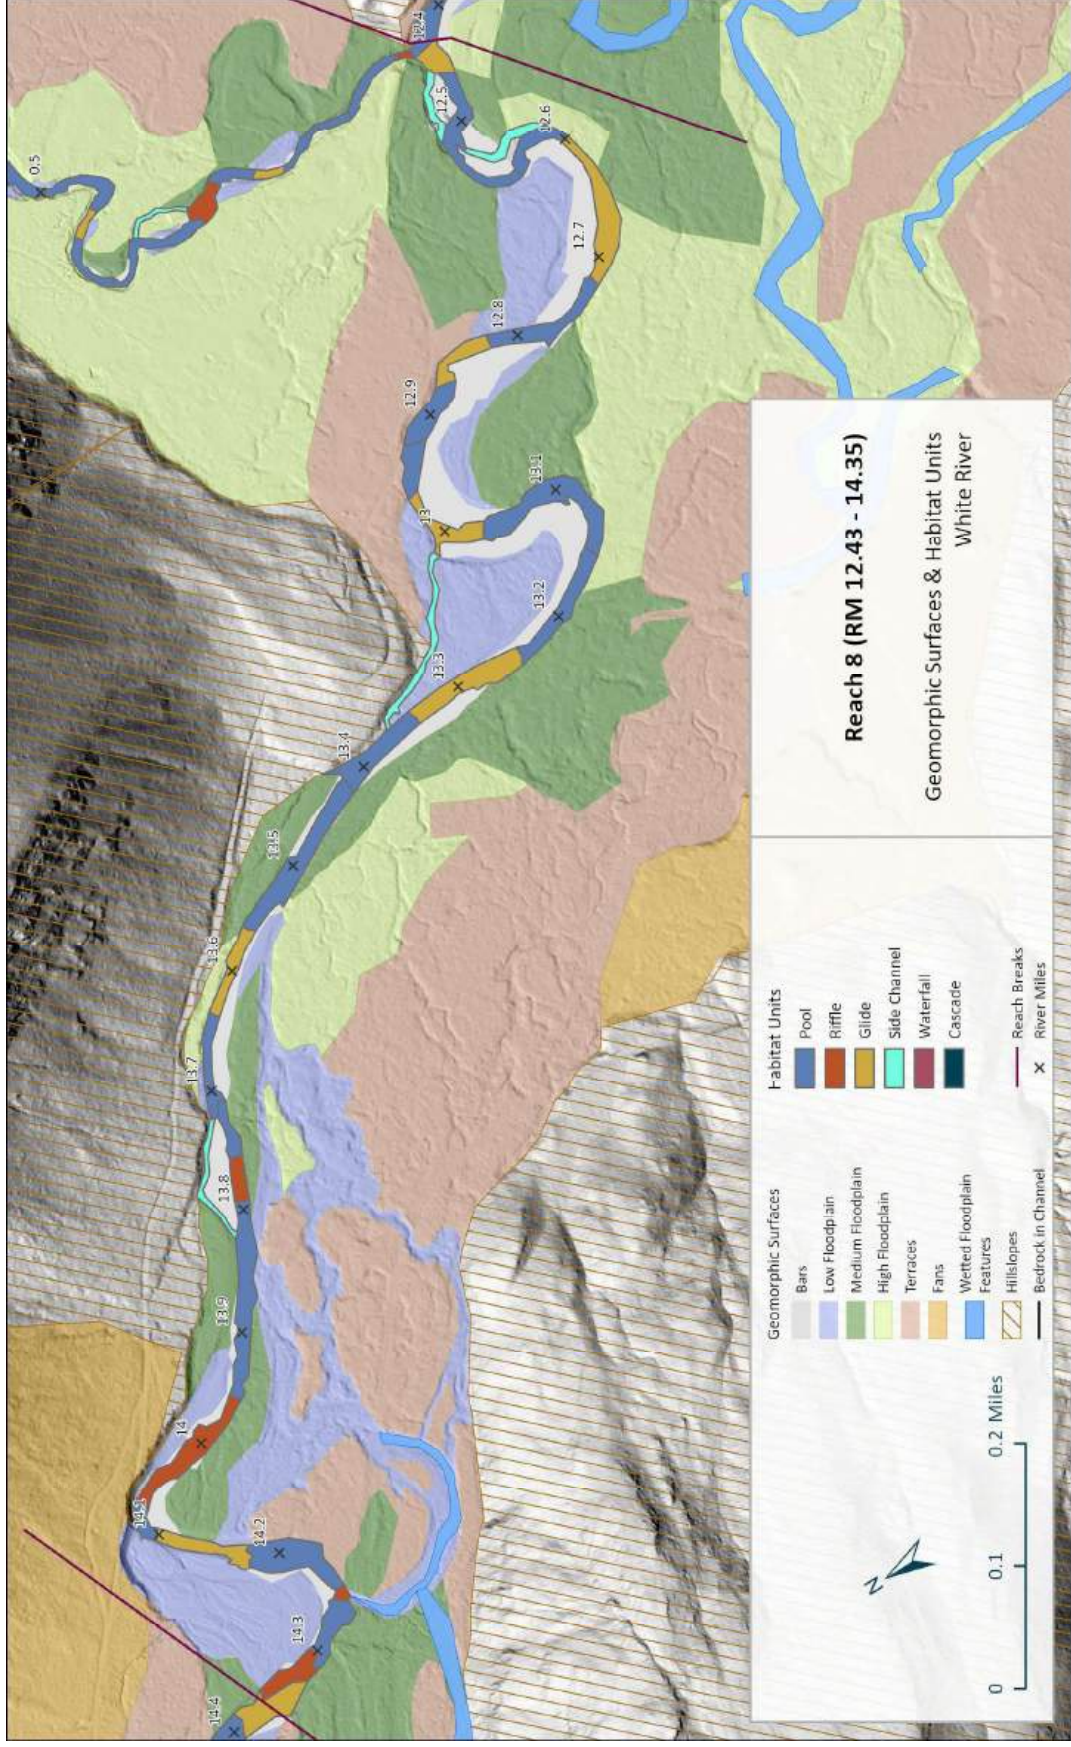 14.4
14.3
14.2
14.1
14
13.9
13.8
13.7
13.6
13.5
13.4
13.3
13.2
13.1
13
12.9
12.8
12.7
12.6
12.5
12.4
0.5
N
0
0.1
0.2 Miles
Geomorphic Surfaces
Bars
Low Floodplain
Medium Floodplain
High Floodplain
Terraces
Fans
Wetted Floodplain
Features
Hillslopes
Bedrock in Channel
Habitat Units
Pool
Riffle
Glide
Side Channel
Waterfall
Cascade
Reach Breaks
River Miles
Reach 8 (RM 12.43 - 14.35)
Geomorphic Surfaces & Habitat Units
White River